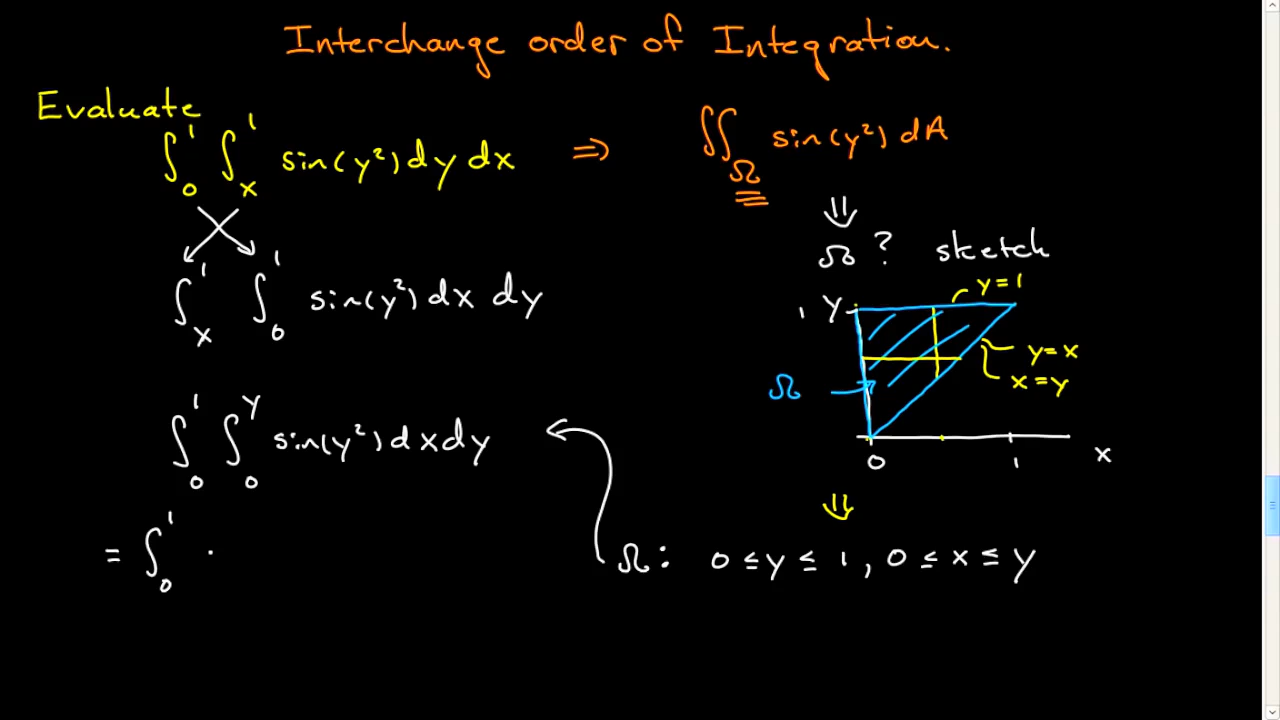 Interchange order of Integration.
Evaluate
∫₀¹ ∫ₓ¹ sin(y²) dy dx ⇒ ∬_Ω sin(y²) dA
⇓
Ω ? sketch
∫ₓ¹ ∫₀¹ sin(y²) dx dy
y=1
1 Y
y=x
x=y
Ω
0 1 x
∫₀¹ ∫₀^y sin(y²) dx dy
⇓
= ∫₀¹ ·
Ω: 0 ≤ y ≤ 1, 0 ≤ x ≤ y